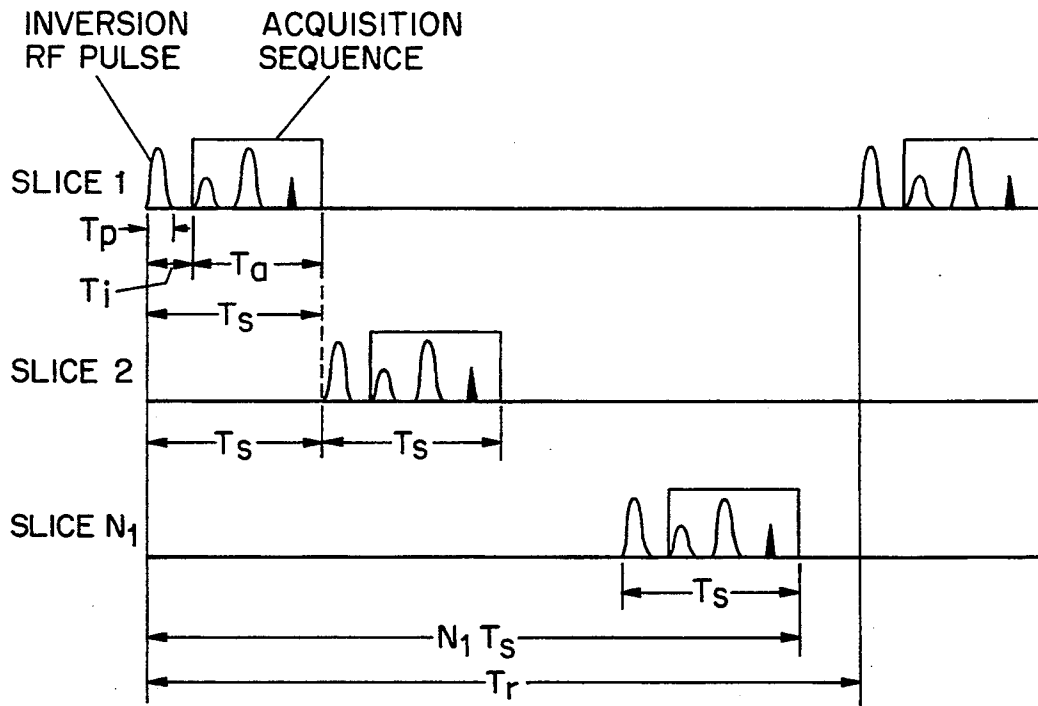 INVERSION
RF PULSE
ACQUISITION
SEQUENCE
SLICE 1
Tp
Ti
Ta
Ts
SLICE 2
Ts
Ts
SLICE N1
Ts
N1 Ts
Tr